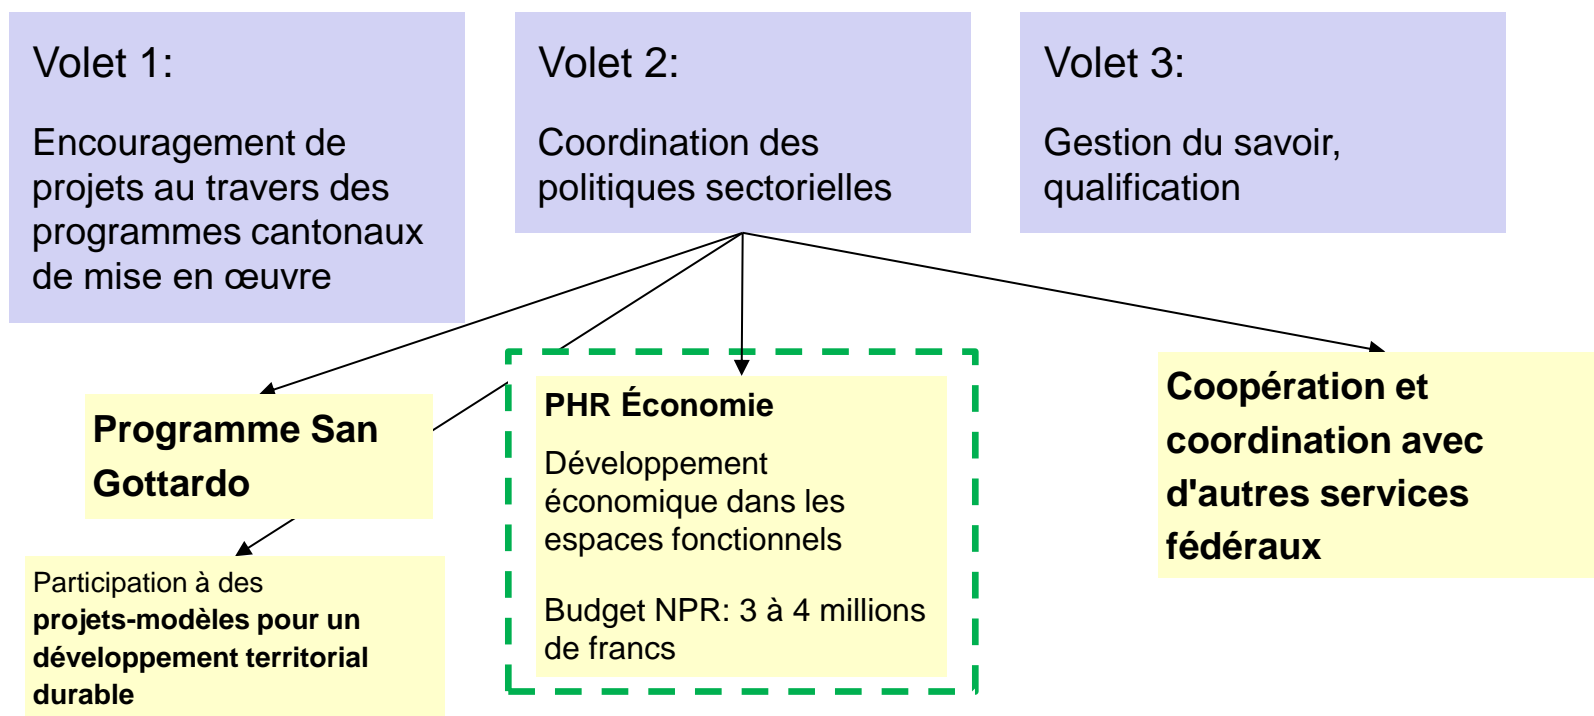 Volet 1:
Encouragement de
projets au travers des
programmes cantonaux
de mise en œuvre
Volet 2:
Coordination des
politiques sectorielles
Volet 3:
Gestion du savoir,
qualification
Programme San
Gottardo
Participation à des
projets-modèles pour un
développement territorial
durable
PHR Économie
Développement
économique dans les
espaces fonctionnels
Budget NPR: 3 à 4 millions
de francs
Coopération et
coordination avec
d'autres services
fédéraux